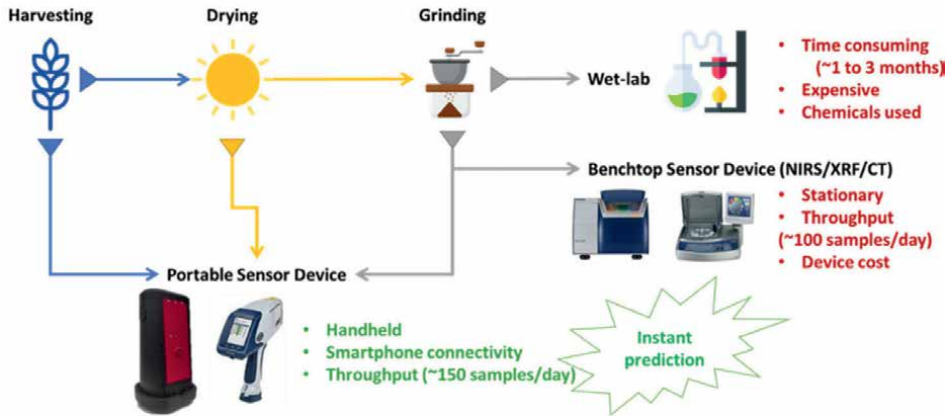 Harvesting
Drying
Grinding
Wet-lab
• Time consuming
(~1 to 3 months)
• Expensive
• Chemicals used
Benchtop Sensor Device (NIRS/XRF/CT)
• Stationary
• Throughput
(~100 samples/day)
• Device cost
Portable Sensor Device
• Handheld
• Smartphone connectivity
• Throughput (~150 samples/day)
Instant
prediction